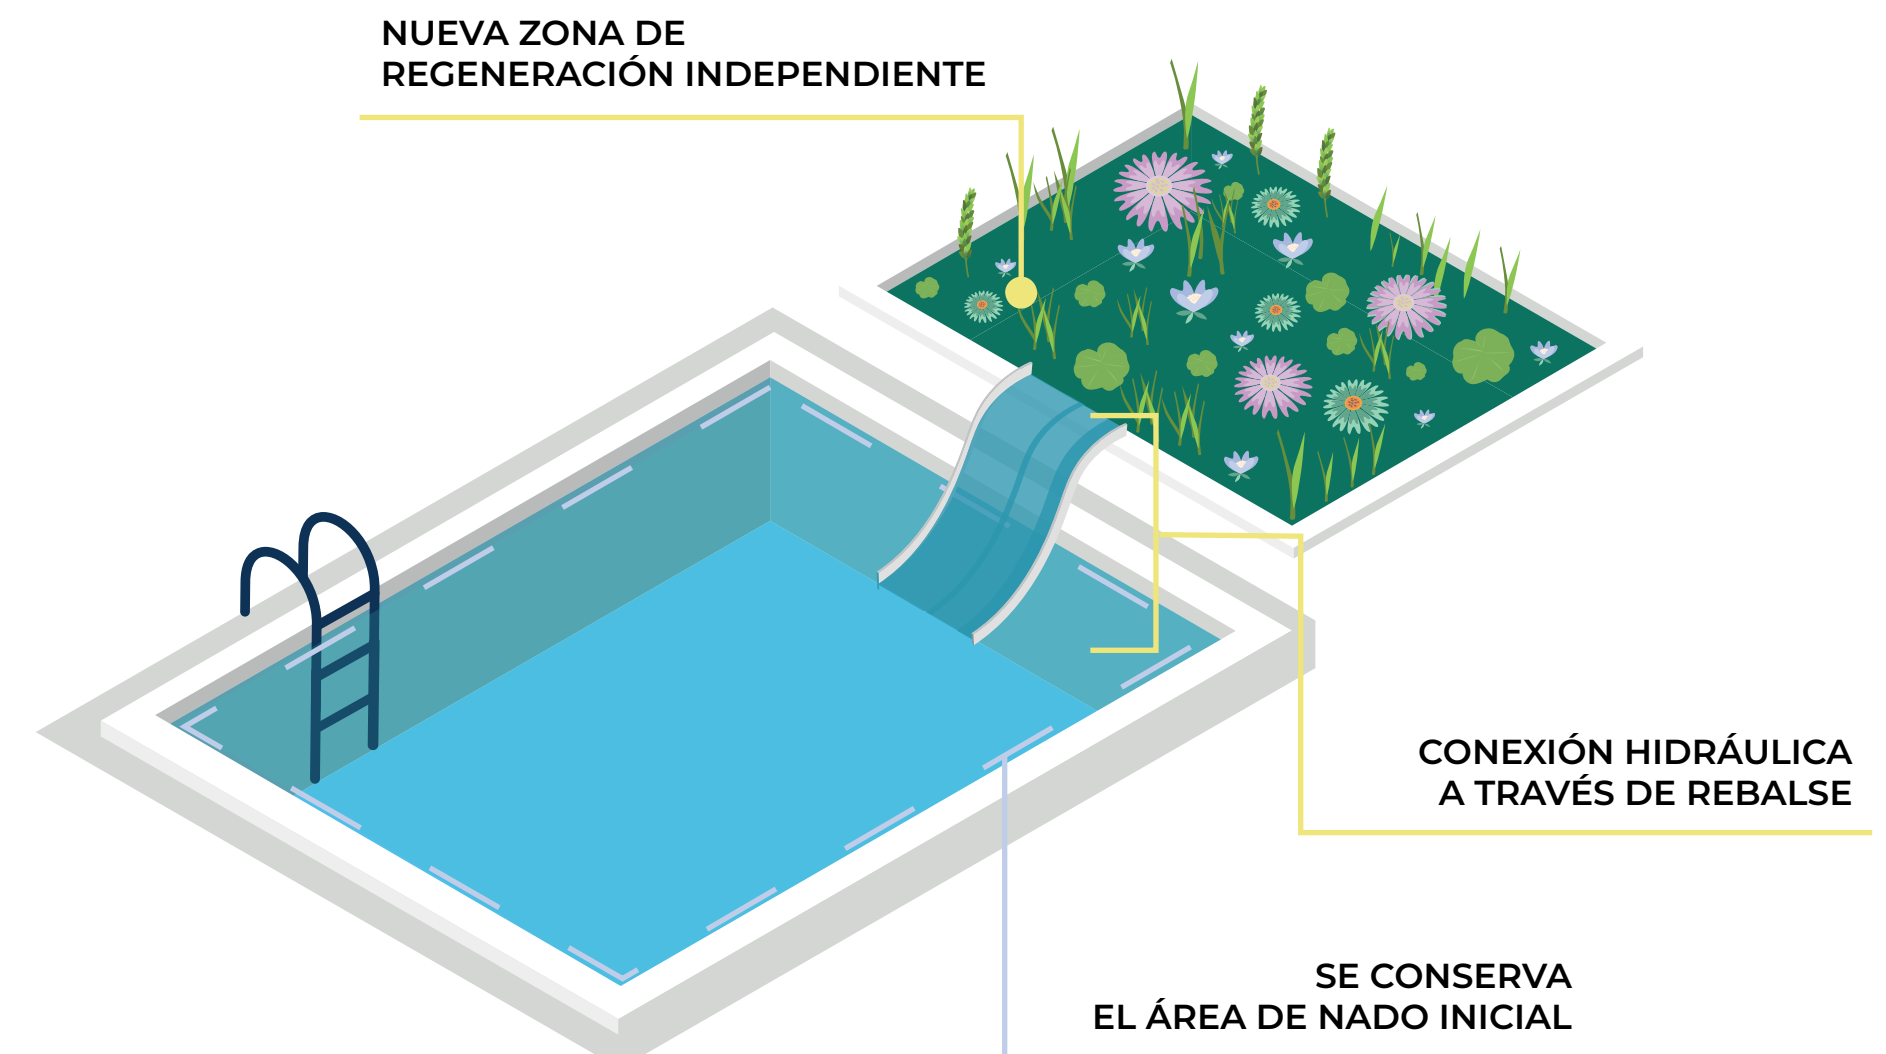 NUEVA ZONA DE
REGENERACIÓN INDEPENDIENTE
CONEXIÓN HIDRÁULICA
A TRAVÉS DE REBALSE
SE CONSERVA
EL ÁREA DE NADO INICIAL